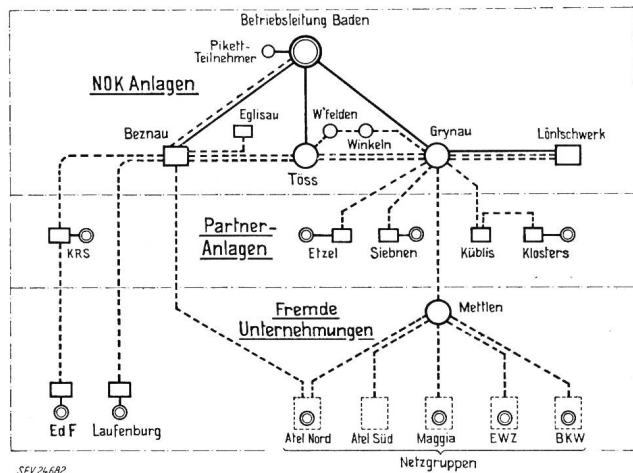 Betriebsleitung Baden
Pikett-
Teilnehmer
NOK Anlagen
Eglisau
W'felden
Beznau
Grynau
Löntschwerk
Winkeln
Töss
Partner-
Anlagen
KRS
Etzel
Siebnen
Küblis
Klosters
Fremde
Unternehmungen
Mettlen
Ed F
Laufenburg
Atel Nord
Atel Süd
Maggia
EWZ
BKW
Netzgruppen
SEV 24682